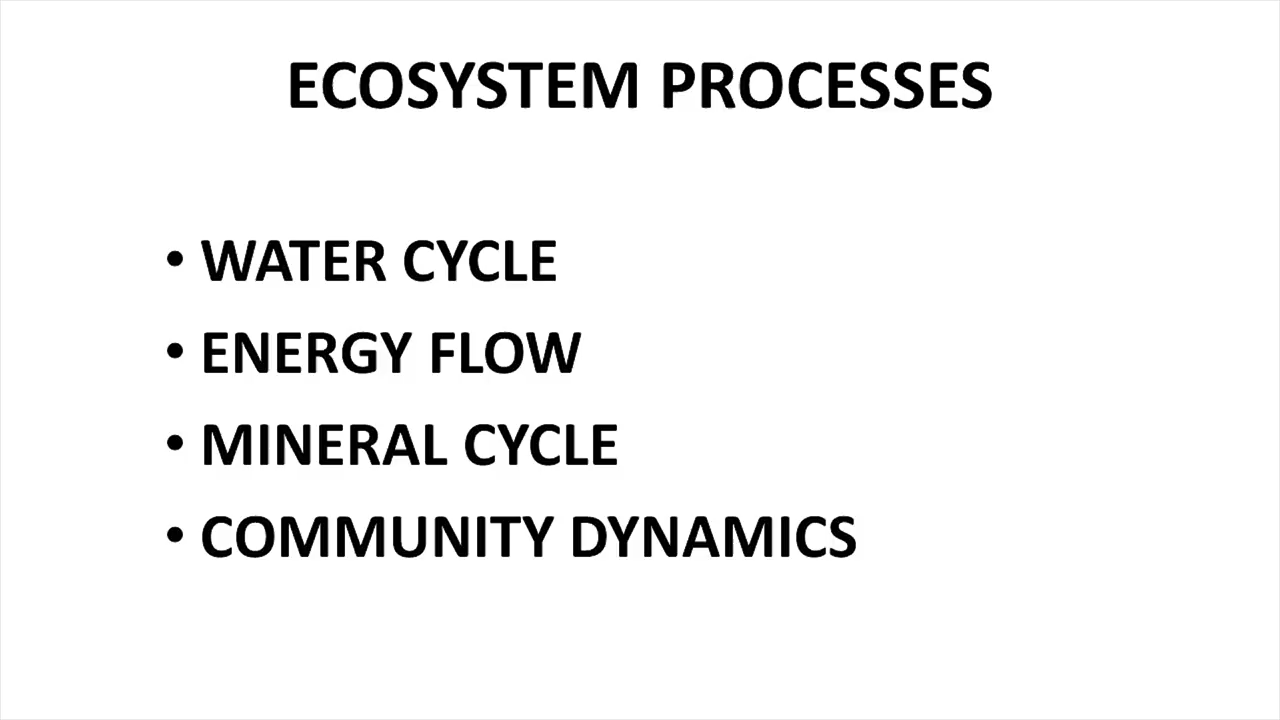 ECOSYSTEM PROCESSES
• WATER CYCLE
• ENERGY FLOW
• MINERAL CYCLE
• COMMUNITY DYNAMICS